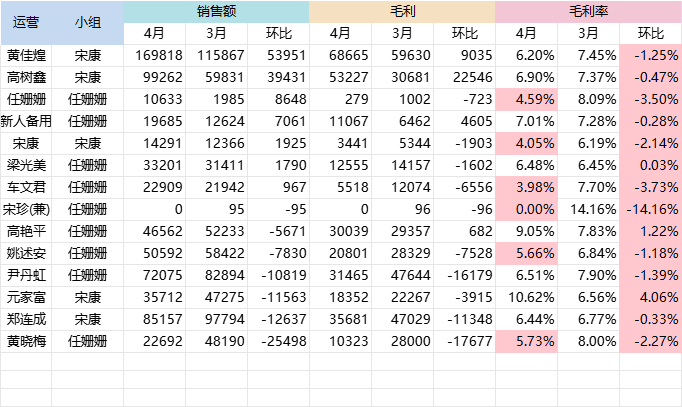 运营 小组 销售额 毛利 毛利率
4月 3月 环比 4月 3月 环比 4月 3月 环比
黄佳煌 宋康 169818 115867 53951 68665 59630 9035 6.20% 7.45% -1.25%
高树鑫 宋康 99262 59831 39431 53227 30681 22546 6.90% 7.37% -0.47%
任姗姗 任姗姗 10633 1985 8648 279 1002 -723 4.59% 8.09% -3.50%
新人备用 任姗姗 19685 12624 7061 11067 6462 4605 7.01% 7.28% -0.28%
宋康 宋康 14291 12366 1925 3441 5344 -1903 4.05% 6.19% -2.14%
梁光美 任姗姗 33201 31411 1790 12555 14157 -1602 6.48% 6.45% 0.03%
车文君 任姗姗 22909 21942 967 5518 12074 -6556 3.98% 7.70% -3.73%
宋珍(兼) 任姗姗 0 95 -95 0 96 -96 0.00% 14.16% -14.16%
高艳平 任姗姗 46562 52233 -5671 30039 29357 682 9.05% 7.83% 1.22%
姚述安 任姗姗 50592 58422 -7830 20801 28329 -7528 5.66% 6.84% -1.18%
尹丹虹 任姗姗 72075 82894 -10819 31465 47644 -16179 6.51% 7.90% -1.39%
元家富 宋康 35712 47275 -11563 18352 22267 -3915 10.62% 6.56% 4.06%
郑连成 宋康 85157 97794 -12637 35681 47029 -11348 6.44% 6.77% -0.33%
黄晓梅 任姗姗 22692 48190 -25498 10323 28000 -17677 5.73% 8.00% -2.27%